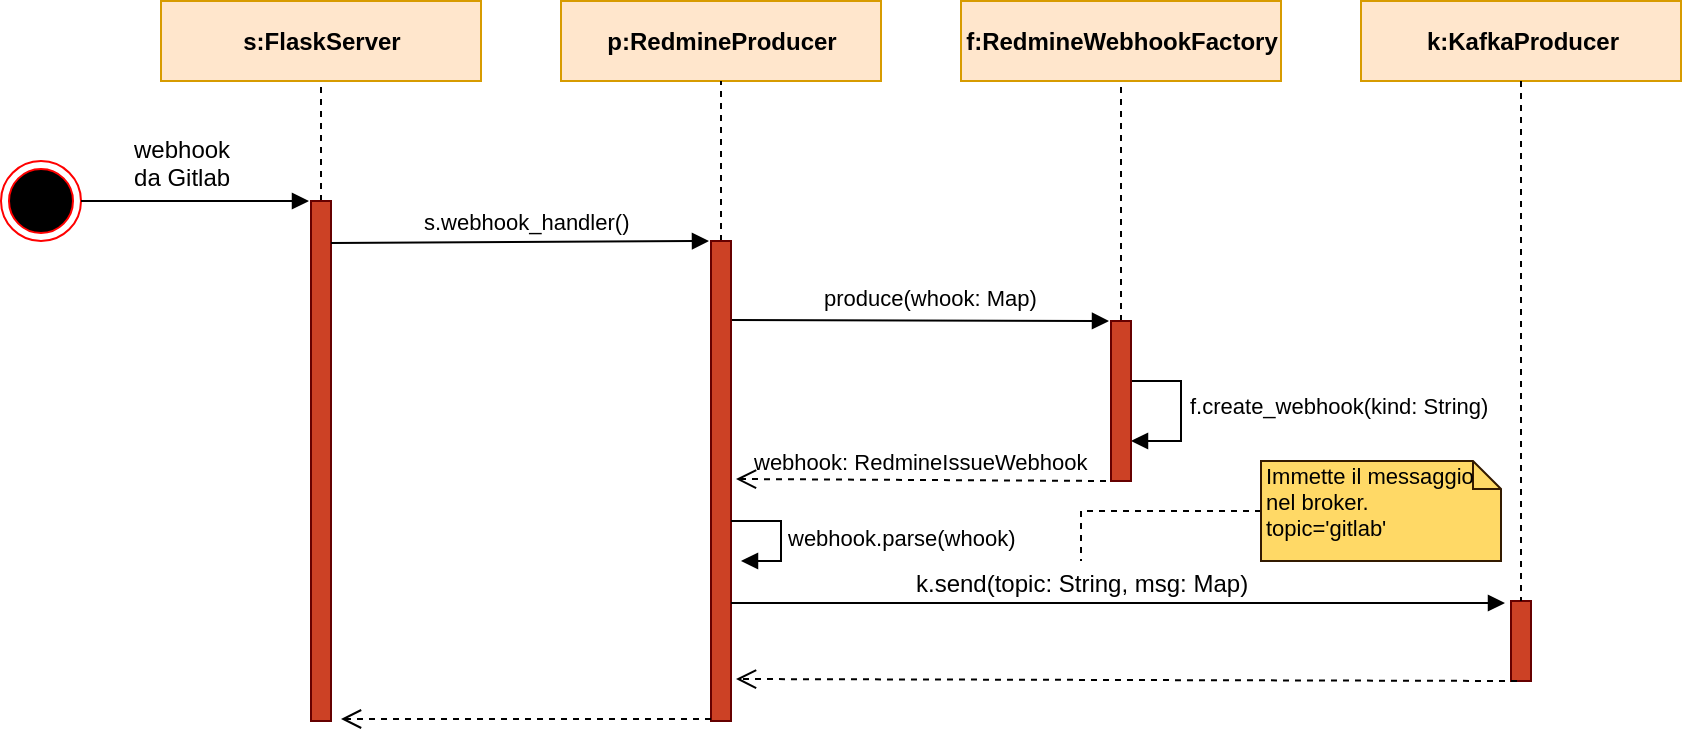 s:FlaskServer
p:RedmineProducer
f:RedmineWebhookFactory
k:KafkaProducer
webhook
da Gitlab
s.webhook_handler()
produce(whook: Map)
f.create_webhook(kind: String)
webhook: RedmineIssueWebhook
Immette il messaggio
nel broker.
topic='gitlab'
webhook.parse(whook)
k.send(topic: String, msg: Map)